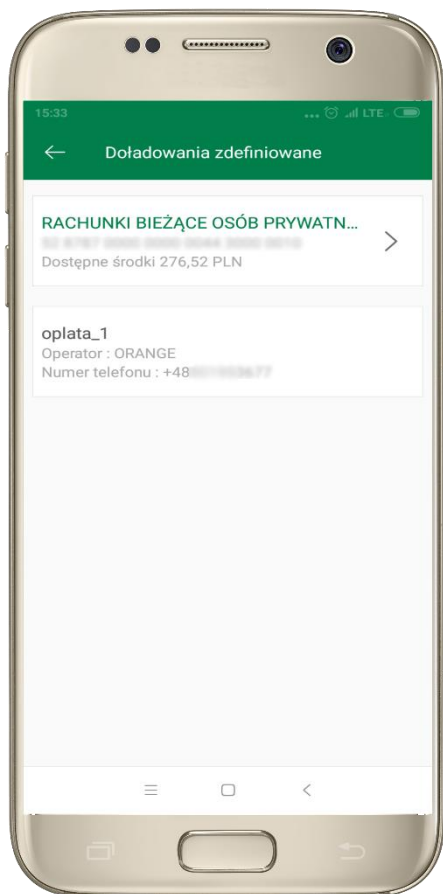 15:33
... LTE
Doładowania zdefiniowane
RACHUNKI BIEŻĄCE OSÓB PRYWATN...
Dostępne środki 276,52 PLN
oplata_1
Operator : ORANGE
Numer telefonu : +48